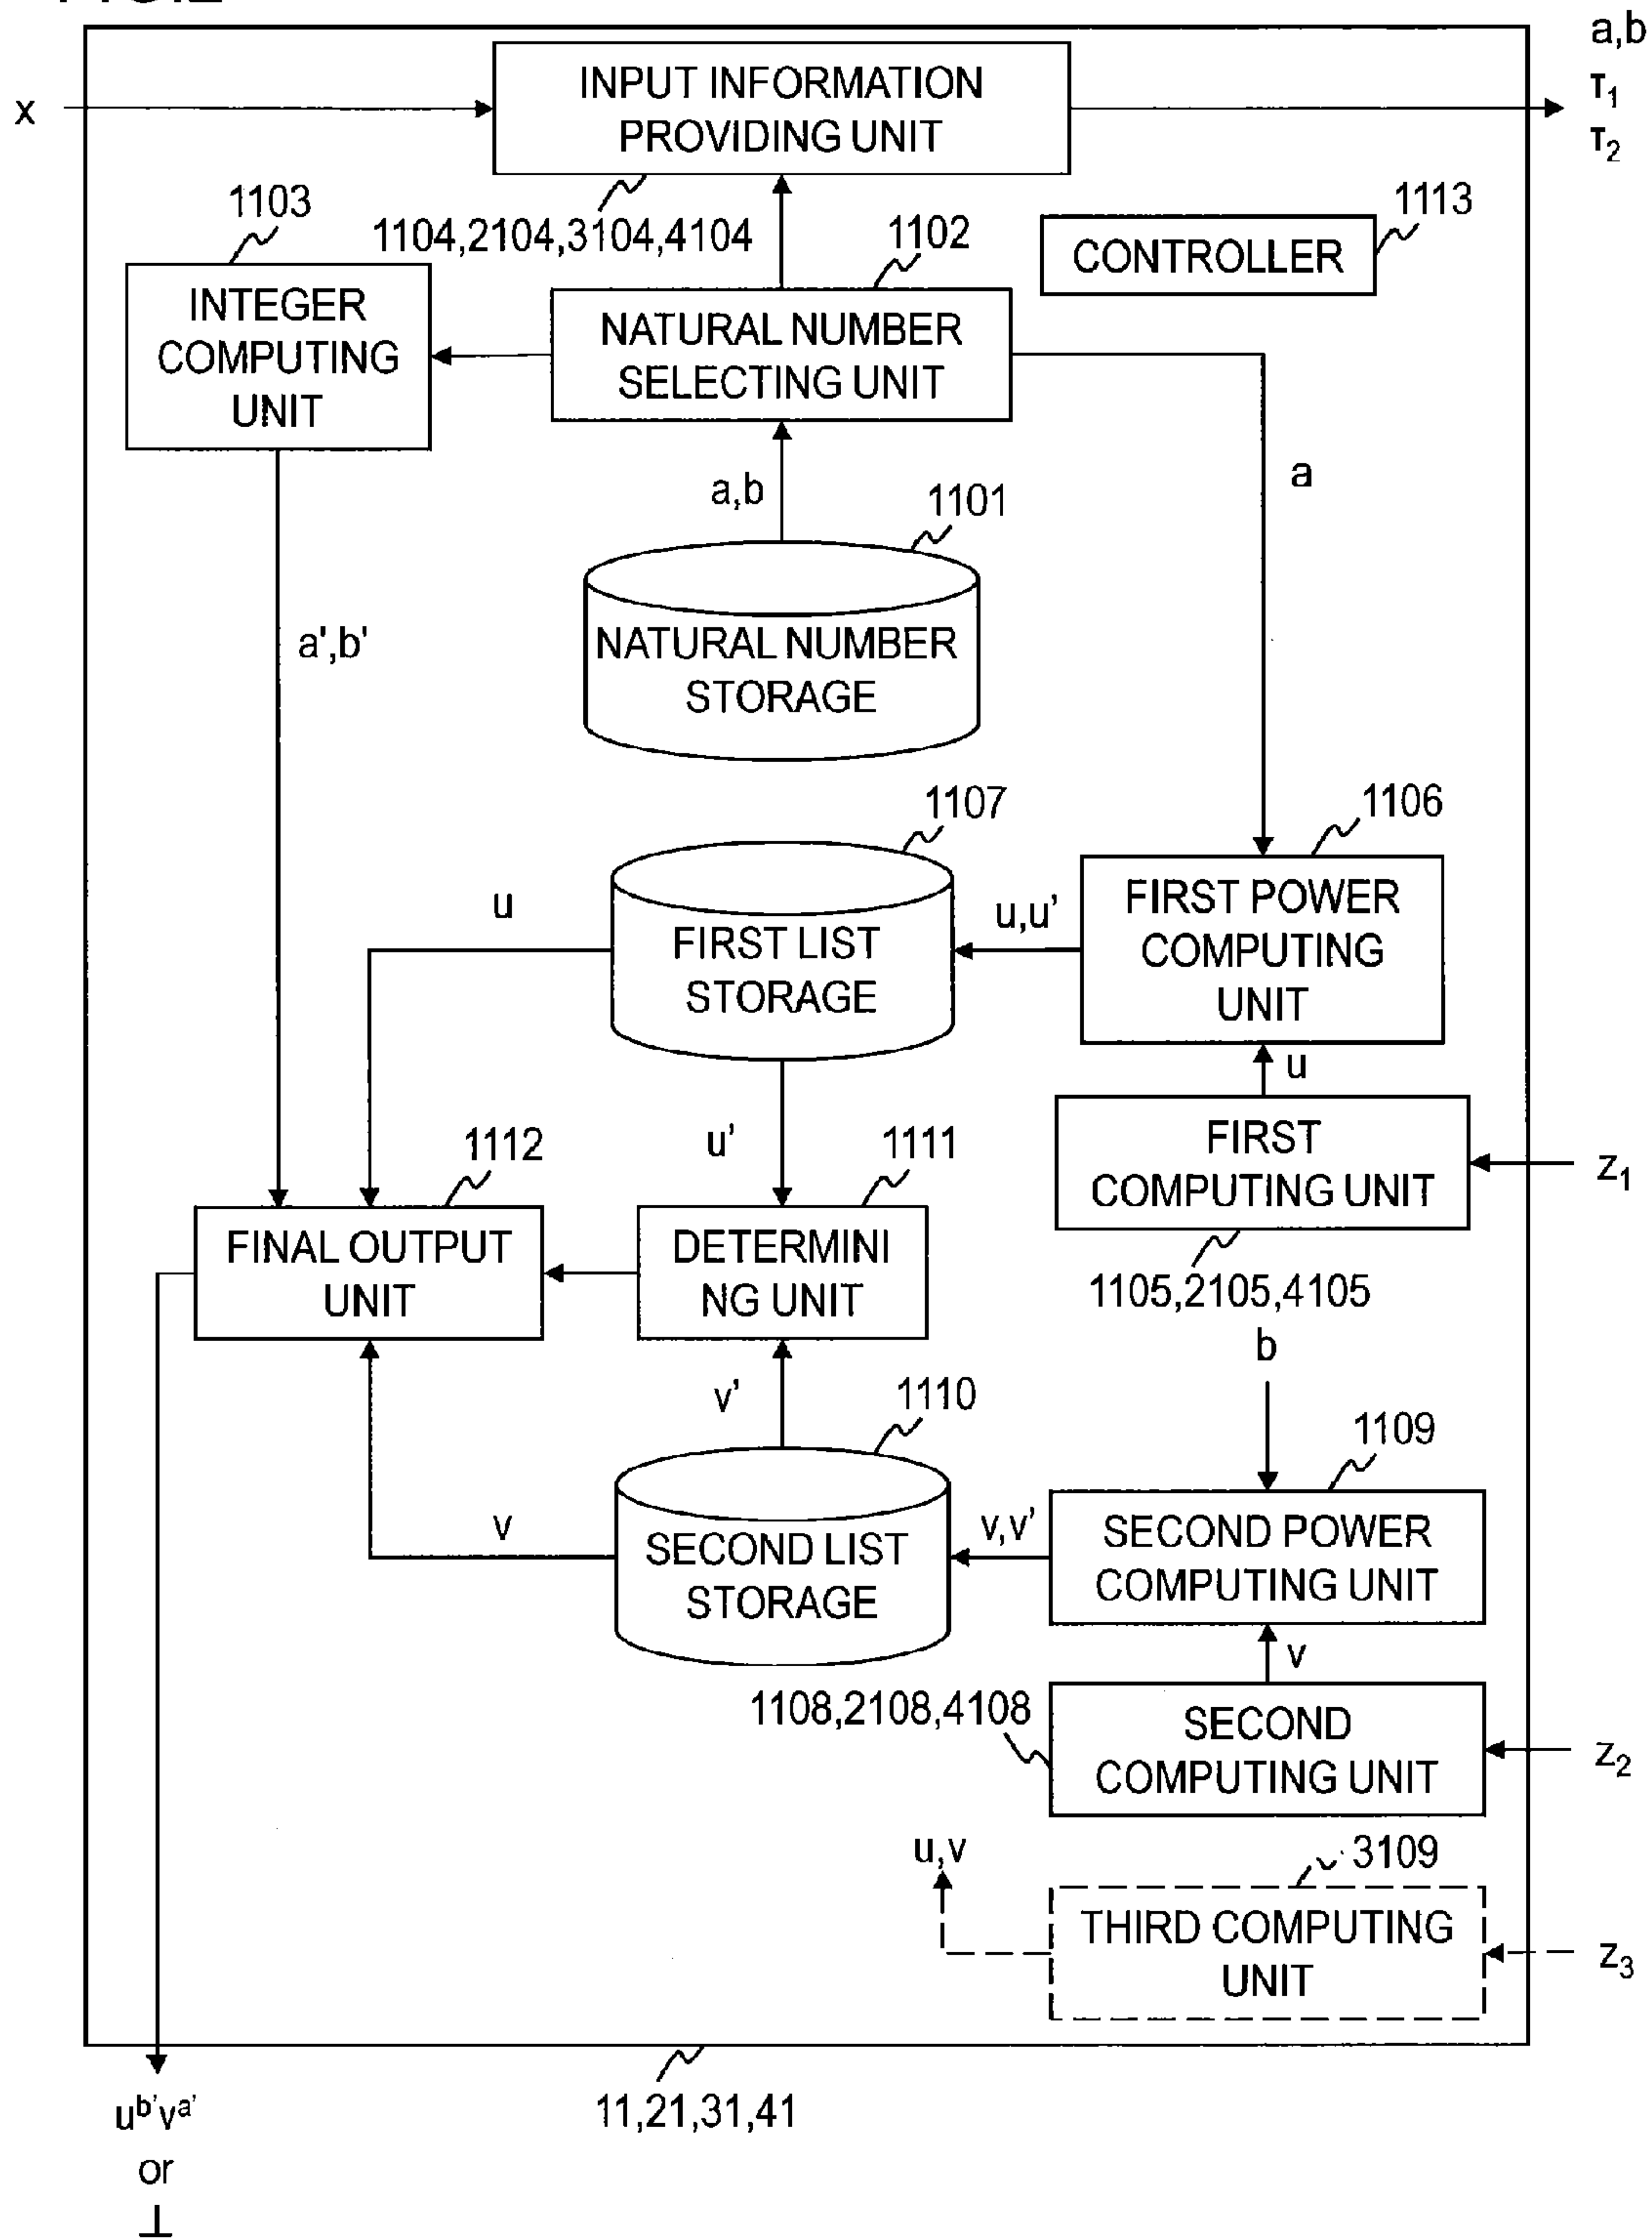 a,b
INPUT INFORMATION
PROVIDING UNIT
x
τ₁
τ₂
1103
1104,2104,3104,4104
1102
1113
CONTROLLER
INTEGER
COMPUTING
UNIT
NATURAL NUMBER
SELECTING UNIT
a,b
a
1101
a',b'
NATURAL NUMBER
STORAGE
1107
1106
u
u,u'
FIRST LIST
STORAGE
FIRST POWER
COMPUTING
UNIT
u
1112
u'
1111
FIRST
COMPUTING UNIT
z₁
FINAL OUTPUT
UNIT
DETERMINI
NG UNIT
1105,2105,4105
b
v'
1110
1109
v
v,v'
SECOND LIST
STORAGE
SECOND POWER
COMPUTING UNIT
v
1108,2108,4108
SECOND
COMPUTING UNIT
z₂
u,v
3109
THIRD COMPUTING
UNIT
z₃
11,21,31,41
u^b' v^a'
or
⊥